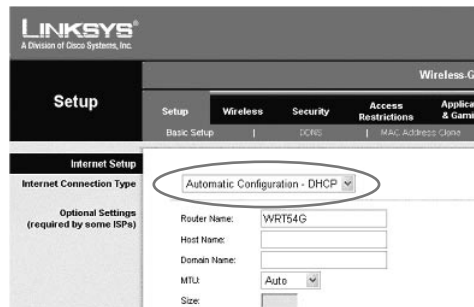 LINKSYS®
A Division of Cisco Systems, Inc.
Wireless-G
Setup
Setup Wireless Security Access Restrictions
& Gami
Basic Setup | DDNS | MAC Address Clone
Internet Setup
Internet Connection Type
Automatic Configuration - DHCP
Optional Settings
(required by some ISPs)
Router Name: WRT54G
Host Name:
Domain Name:
MTU: Auto
Size: